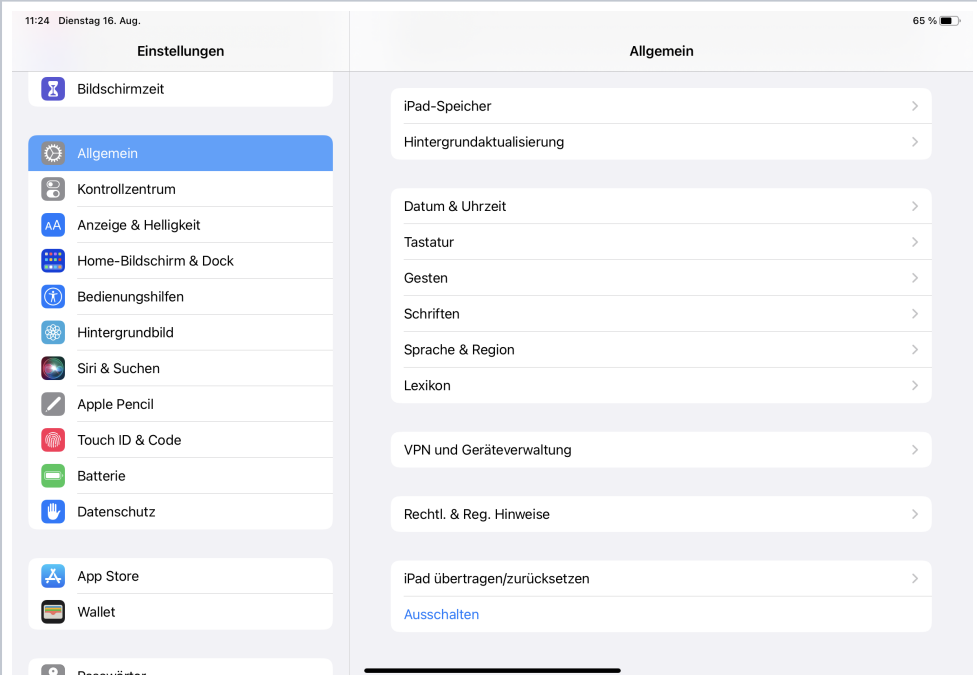 11:24 Dienstag 16. Aug.
65 %
Einstellungen
Bildschirmzeit
Allgemein
Kontrollzentrum
AA Anzeige & Helligkeit
Home-Bildschirm & Dock
Bedienungshilfen
Hintergrundbild
Siri & Suchen
Apple Pencil
Touch ID & Code
Batterie
Datenschutz
App Store
Wallet
Passwörter
Allgemein
iPad-Speicher
Hintergrundaktualisierung
Datum & Uhrzeit
Tastatur
Gesten
Schriften
Sprache & Region
Lexikon
VPN und Geräteverwaltung
Rechtl. & Reg. Hinweise
iPad übertragen/zurücksetzen
Ausschalten